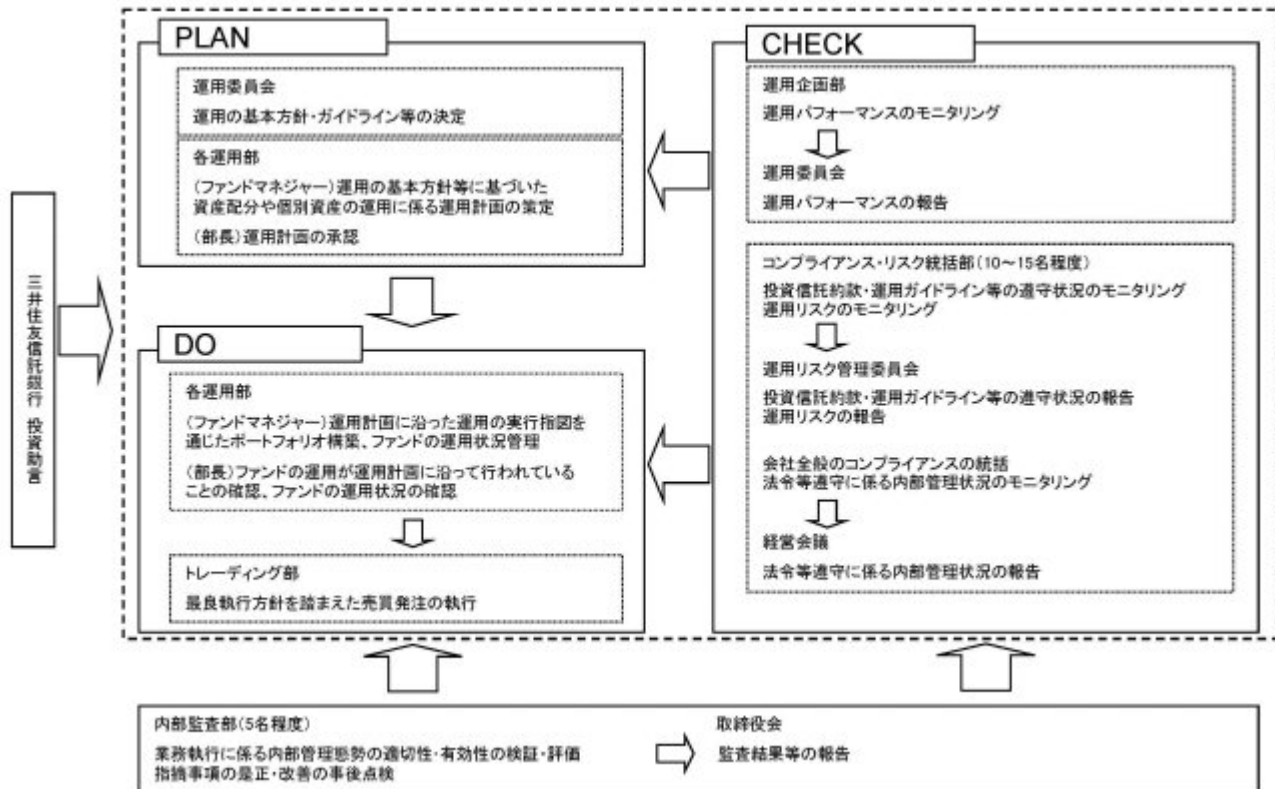 三井住友信託銀行 投資助言
PLAN
運用委員会
運用の基本方針・ガイドライン等の決定
各運用部
(ファンドマネジャー)運用の基本方針等に基づいた
資産配分や個別資産の運用に係る運用計画の策定
(部長)運用計画の承認
DO
各運用部
(ファンドマネジャー)運用計画に沿った運用の実行指図を
通じたポートフォリオ構築、ファンドの運用状況管理
(部長)ファンドの運用が運用計画に沿って行われている
ことの確認、ファンドの運用状況の確認
トレーディング部
最良執行方針を踏まえた売買発注の執行
CHECK
運用企画部
運用パフォーマンスのモニタリング
運用委員会
運用パフォーマンスの報告
コンプライアンス・リスク統括部(10~15名程度)
投資信託約款・運用ガイドライン等の遵守状況のモニタリング
運用リスクのモニタリング
運用リスク管理委員会
投資信託約款・運用ガイドライン等の遵守状況の報告
運用リスクの報告
会社全般のコンプライアンスの統括
法令等遵守に係る内部管理状況のモニタリング
経営会議
法令等遵守に係る内部管理状況の報告
内部監査部(5名程度)
業務執行に係る内部管理態勢の適切性・有効性の検証・評価
指摘事項の是正・改善の事後点検
取締役会
監査結果等の報告